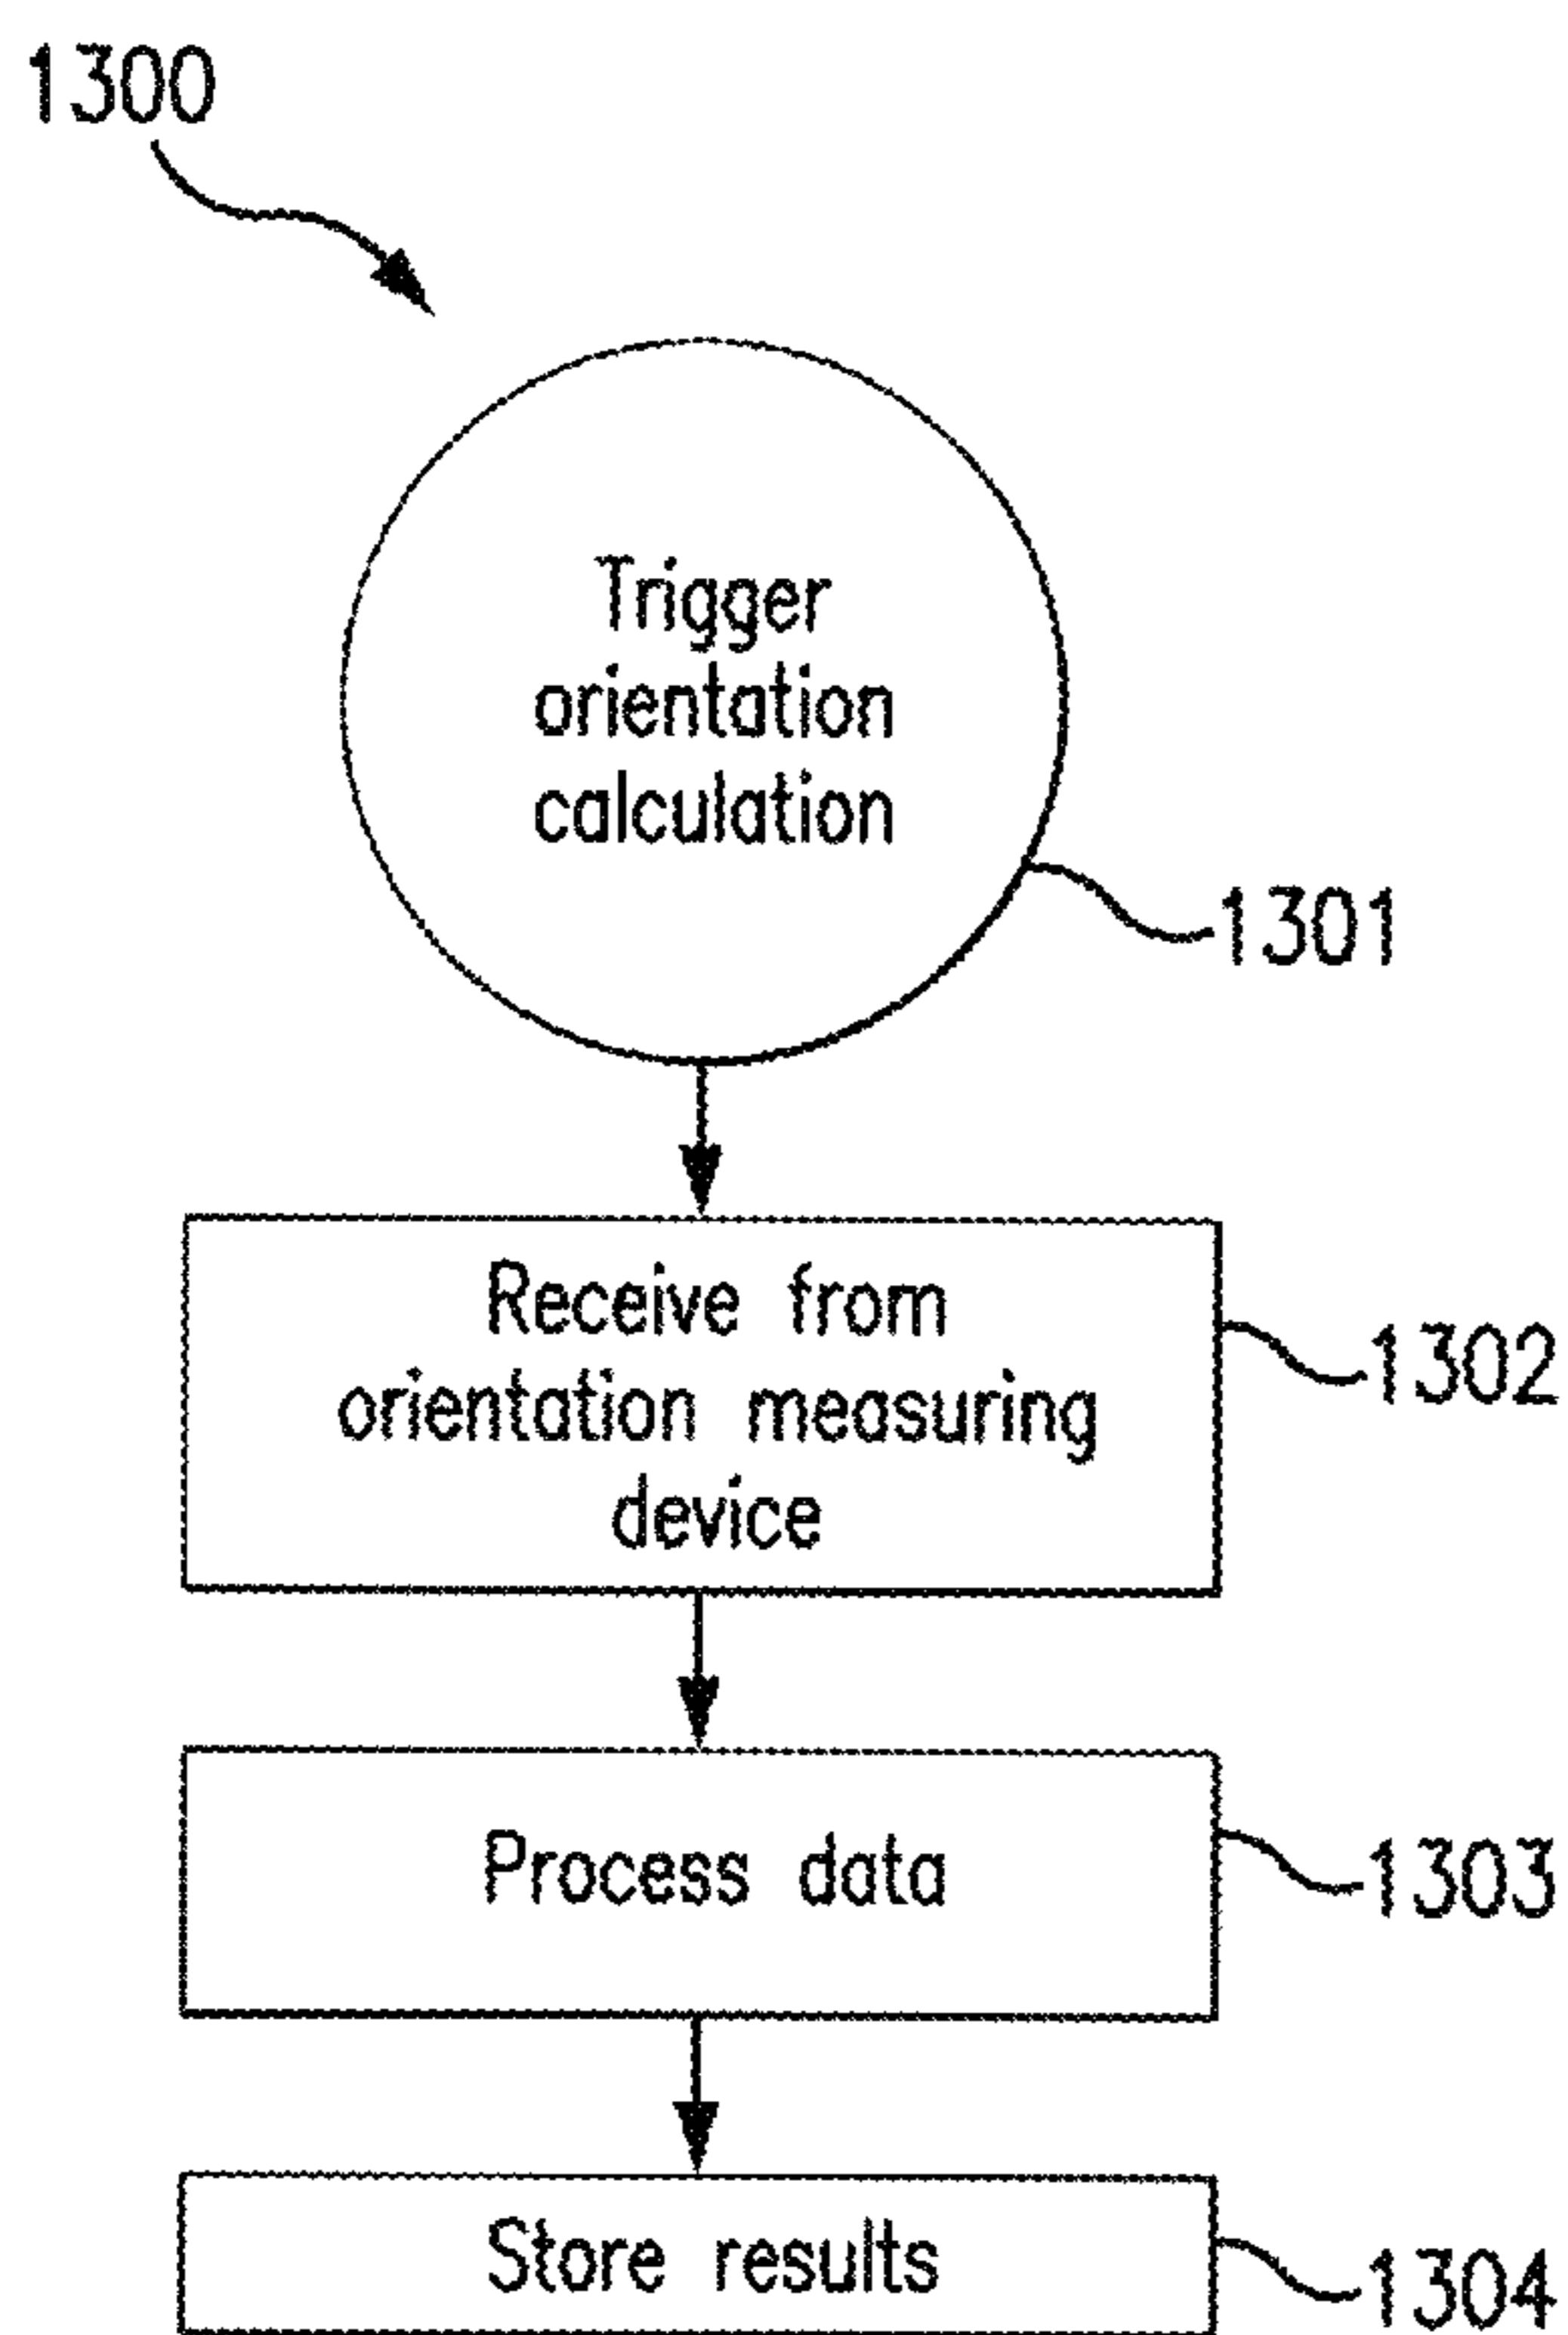 1300
Trigger
orientation
calculation
1301
Receive from
orientation measuring
device
1302
Process data
1303
Store results
1304